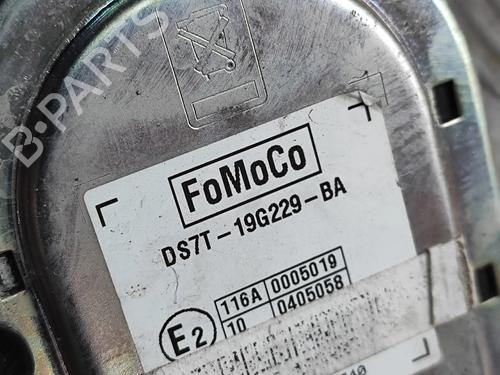 B-PARTS
FoMoCo
DS7T-19G229-BA
116A 0005019
E2 10 0405058